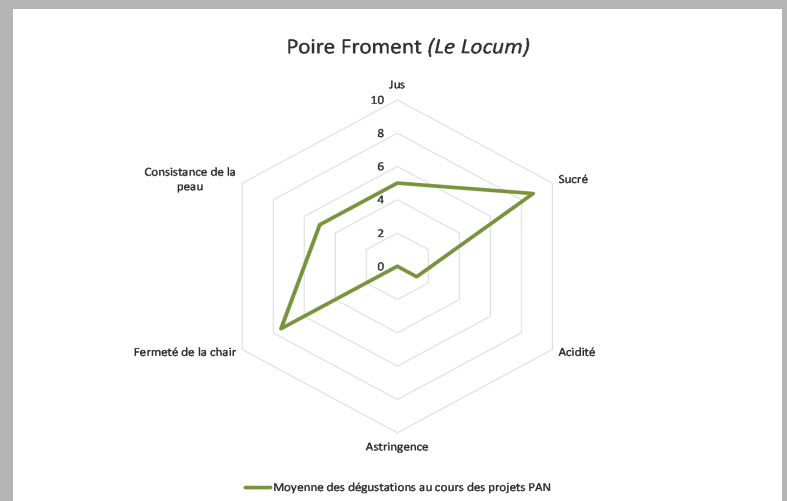 Poire Froment (Le Locum)
Jus
10
8
6
4
2
0
Sucré
Acidité
Astringence
Fermeté de la chair
Consistance de la
peau
Moyenne des dégustations au cours des projets PAN